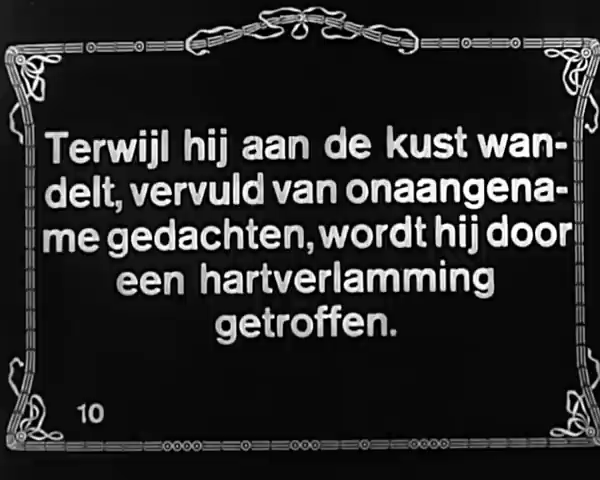 Terwijl hij aan de kust wan-
delt, vervuld van onaangena-
me gedachten, wordt hij door
een hartverlamming
getroffen.
10